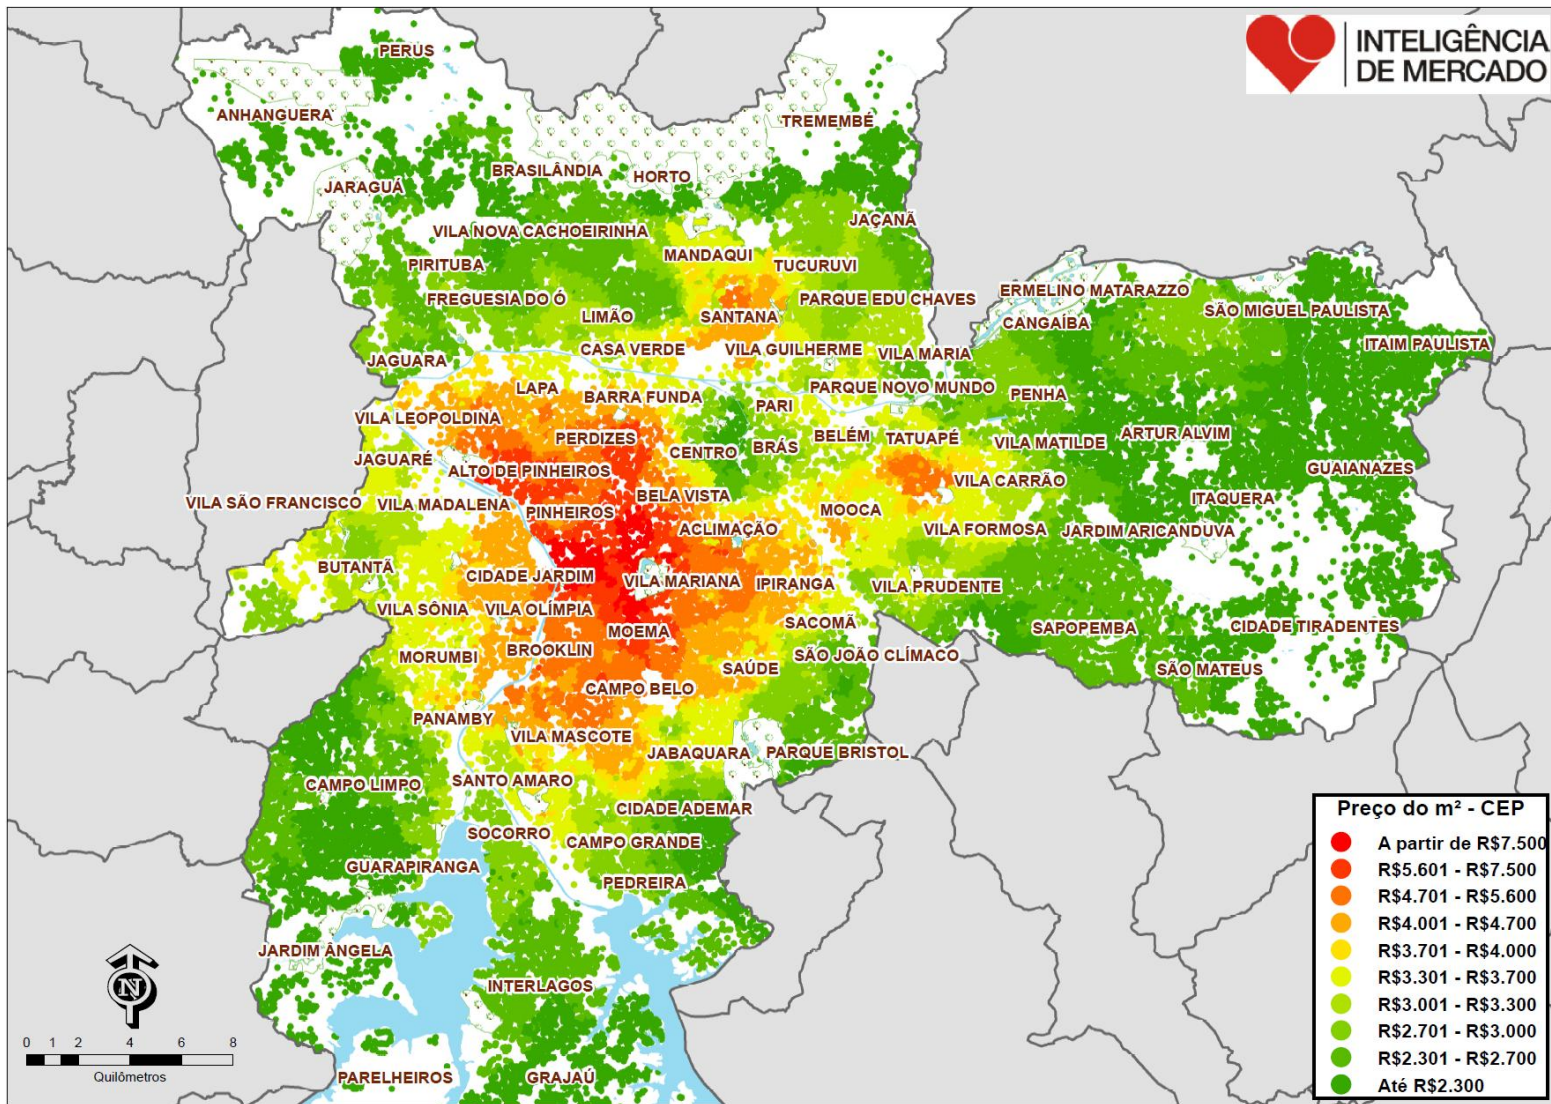 INTELIGÊNCIA
DE MERCADO
PERUS
ANHANGUERA
TREMEMBÉ
BRASILÂNDIA
HORTO
JARAGUÁ
JAÇANÃ
VILA NOVA CACHOEIRINHA
MANDAQUI
PIRITUBA
TUCURUVI
FREGUESIA DO Ó
PARQUE EDU CHAVES
ERMELINO MATARAZZO
LIMÃO
SANTANA
CANGAÍBA
SÃO MIGUEL PAULISTA
CASA VERDE
VILA GUILHERME
VILA MARIA
ITAIM PAULISTA
JAGUARA
LAPA
BARRA FUNDA
PARQUE NOVO MUNDO
PENHA
PARI
VILA LEOPOLDINA
PERDIZES
CENTRO
BRÁS
BELÉM
TATUAPÉ
VILA MATILDE
ARTUR ALVIM
JAGUARÉ
ALTO DE PINHEIROS
GUAIANAZES
VILA SÃO FRANCISCO
VILA MADALENA
BELA VISTA
VILA CARRÃO
ITAQUERA
PINHEIROS
MOOCA
ACLIMAÇÃO
VILA FORMOSA
JARDIM ARICANDUVA
BUTANTÃ
CIDADE JARDIM
VILA MARIANA
IPIRANGA
VILA PRUDENTE
VILA SÔNIA
VILA OLÍMPIA
SACOMÃ
MOEMA
SAPOPEMBA
CIDADE TIRADENTES
MORUMBI
BROOKLIN
SÃO JOÃO CLÍMACO
SAÚDE
SÃO MATEUS
CAMPO BELO
PANAMBY
VILA MASCOTE
JABAQUARA
PARQUE BRISTOL
CAMPO LIMPO
SANTO AMARO
CIDADE ADEMAR
SOCORRO
CAMPO GRANDE
GUARAPIRANGA
PEDREIRA
JARDIM ÂNGELA
INTERLAGOS
PARELHEIROS
GRAJAÚ
N
0 1 2 4 6 8
Quilômetros
Preço do m² - CEP
A partir de R$7.500
R$5.601 - R$7.500
R$4.701 - R$5.600
R$4.001 - R$4.700
R$3.701 - R$4.000
R$3.301 - R$3.700
R$3.001 - R$3.300
R$2.701 - R$3.000
R$2.301 - R$2.700
Até R$2.300